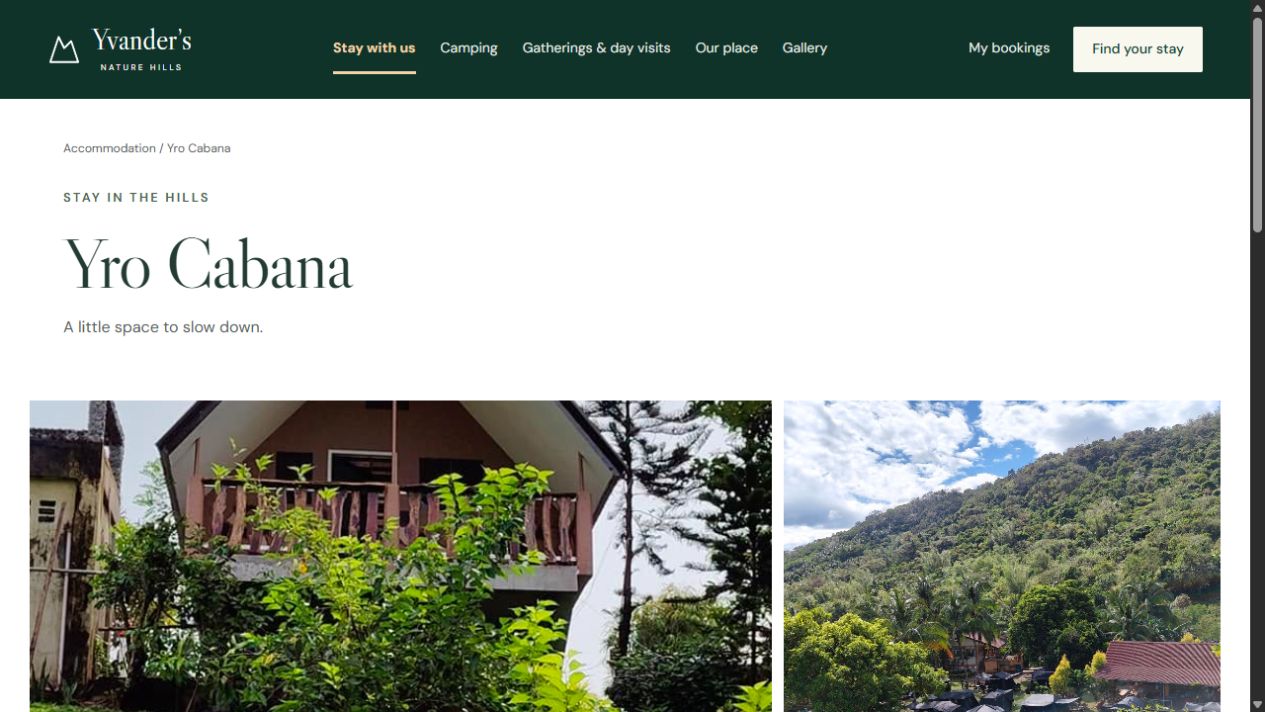 Yvander's
NATURE HILLS
Stay with us
Camping
Gatherings & day visits
Our place
Gallery
My bookings
Find your stay
Accommodation / Yro Cabana
STAY IN THE HILLS
Yro Cabana
A little space to slow down.